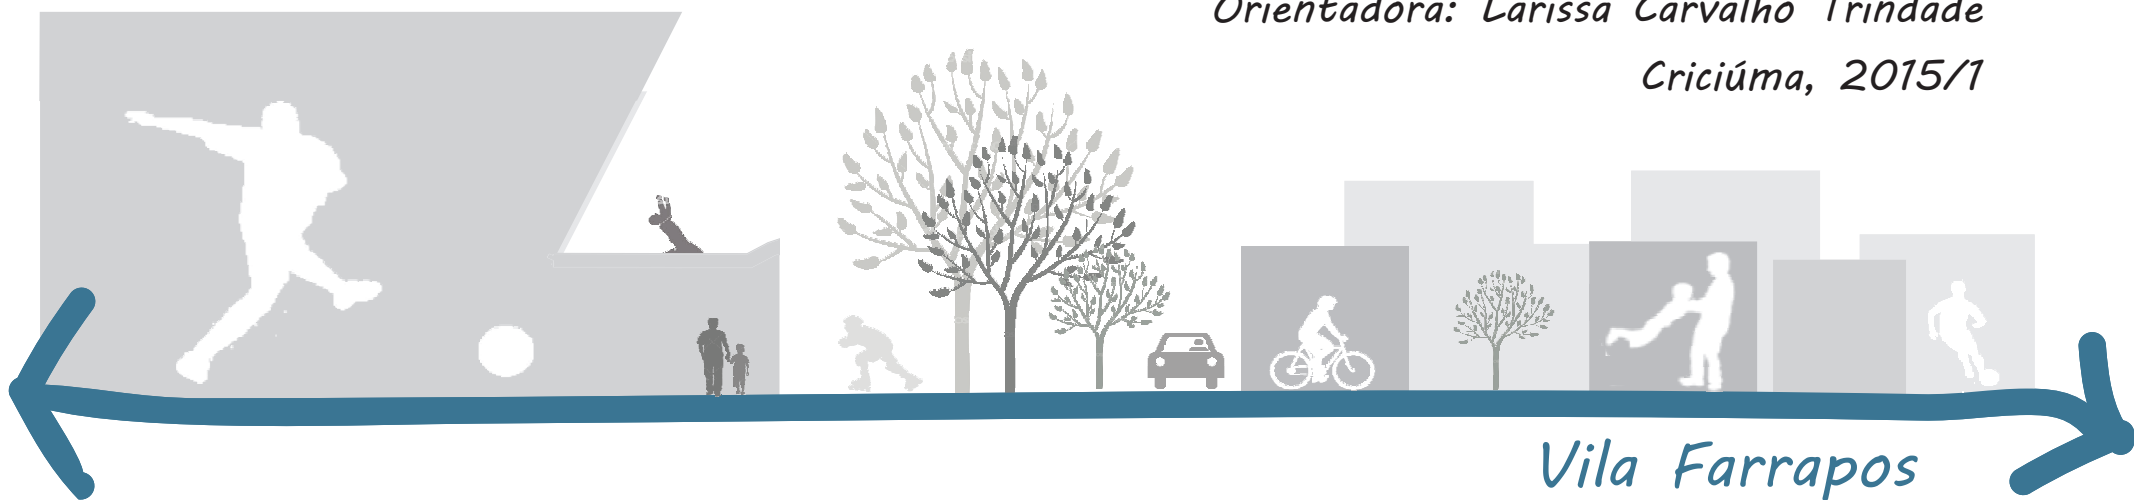 Orientadora: Larissa Carvalho Trindade
Criciúma, 2015/1
Vila Farrapos